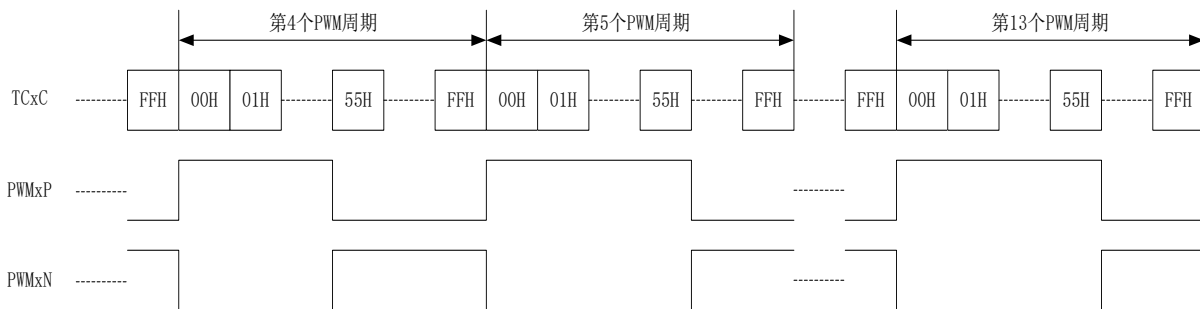 第4个PWM周期 第5个PWM周期 第13个PWM周期
TCxC FFH 00H 01H 55H FFH 00H 01H 55H FFH FFH 00H 01H 55H FFH
PWMxP
PWMxN